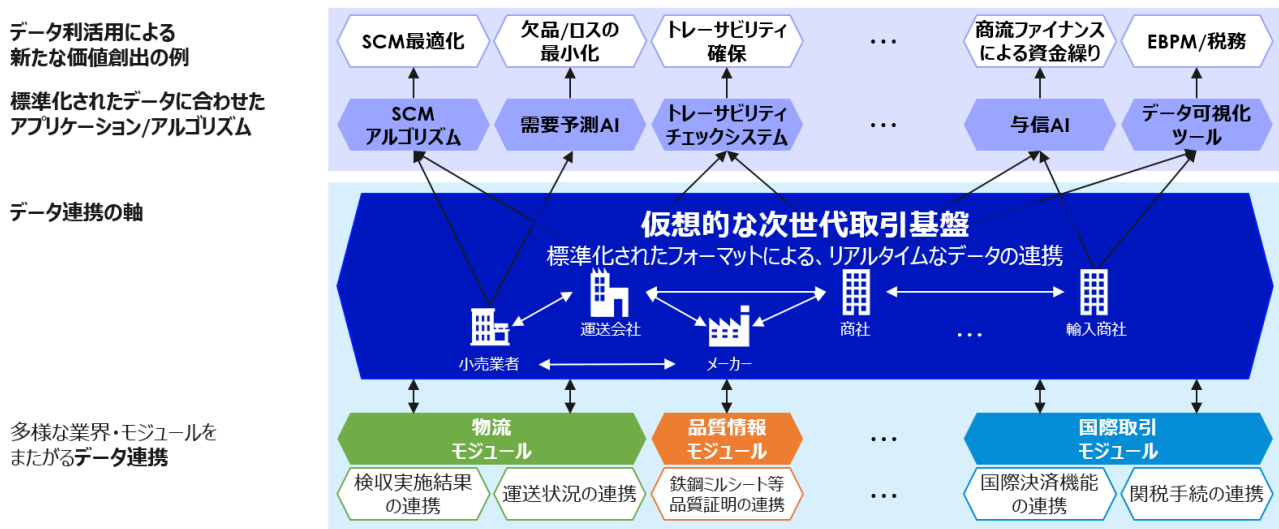 データ利活用による
新たな価値創出の例
SCM最適化
欠品/ロスの
最小化
トレーサビリティ
確保
…
商流ファイナンス
による資金繰り
EBPM/税務
標準化されたデータに合わせた
アプリケーション/アルゴリズム
SCM
アルゴリズム
需要予測AI
トレーサビリティ
チェックシステム
…
与信AI
データ可視化
ツール
データ連携の軸
仮想的な次世代取引基盤
標準化されたフォーマットによる、リアルタイムなデータの連携
小売業者
運送会社
メーカー
商社
…
輸入商社
多様な業界・モジュールを
またがるデータ連携
物流
モジュール
品質情報
モジュール
…
国際取引
モジュール
検収実施結果
の連携
運送状況の連携
鉄鋼ミルシート等
品質証明の連携
…
国際決済機能
の連携
関税手続の連携